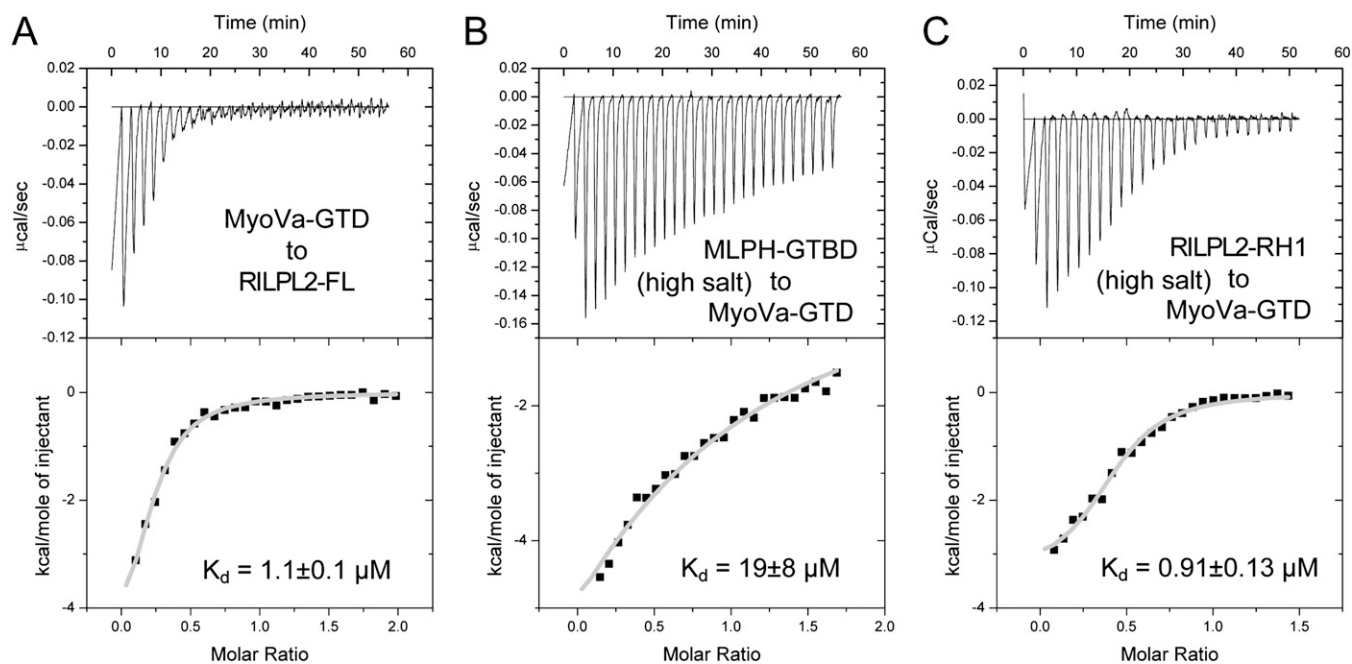 A
Time (min)
0 10 20 30 40 50 60
0.02
0.00
-0.02
-0.04
-0.06
-0.08
-0.10
-0.12
μcal/sec
MyoVa-GTD
to
RILPL2-FL
0
-2
-4
kcal/mole of injectant
K_d = 1.1±0.1 μM
0.0 0.5 1.0 1.5 2.0
Molar Ratio
B
Time (min)
0 10 20 30 40 50 60
0.02
0.00
-0.02
-0.04
-0.06
-0.08
-0.10
-0.12
-0.14
-0.16
μcal/sec
MLPH-GTBD
(high salt) to
MyoVa-GTD
-2
-4
kcal/mole of injectant
K_d = 19±8 μM
0.0 0.5 1.0 1.5 2.0
Molar Ratio
C
Time (min)
0 10 20 30 40 50 60
0.02
0.00
-0.02
-0.04
-0.06
-0.08
-0.10
-0.12
μCal/sec
RILPL2-RH1
(high salt) to
MyoVa-GTD
0
-2
-4
kcal/mole of injectant
K_d = 0.91±0.13 μM
0.0 0.5 1.0 1.5
Molar Ratio